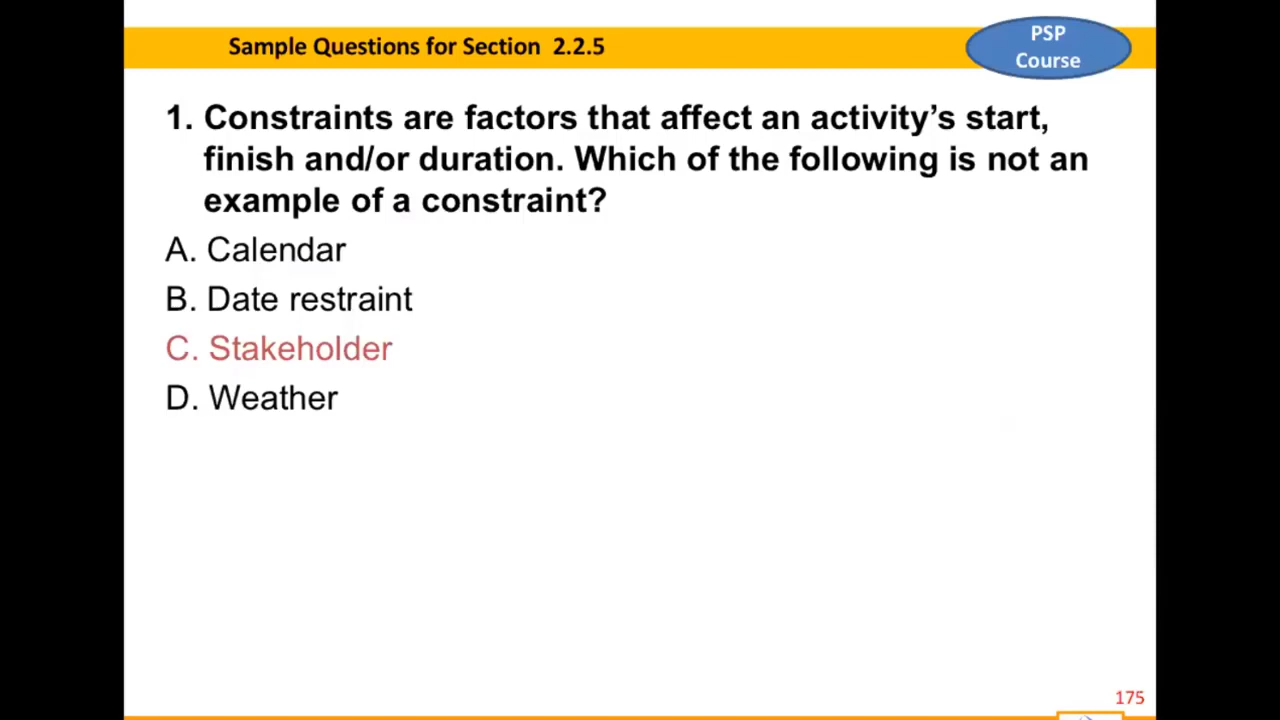 Sample Questions for Section 2.2.5
PSP
Course
1. Constraints are factors that affect an activity’s start,
finish and/or duration. Which of the following is not an
example of a constraint?
A. Calendar
B. Date restraint
C. Stakeholder
D. Weather
175